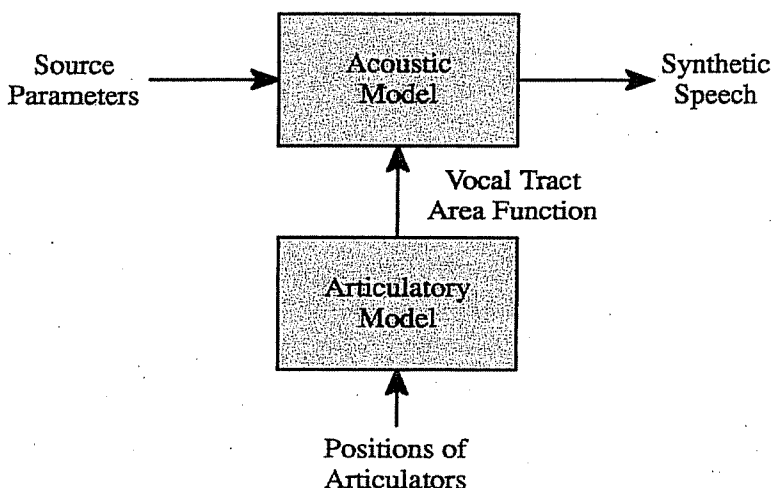 Source
Parameters
Acoustic
Model
Synthetic
Speech
Vocal Tract
Area Function
Articulatory
Model
Positions of
Articulators